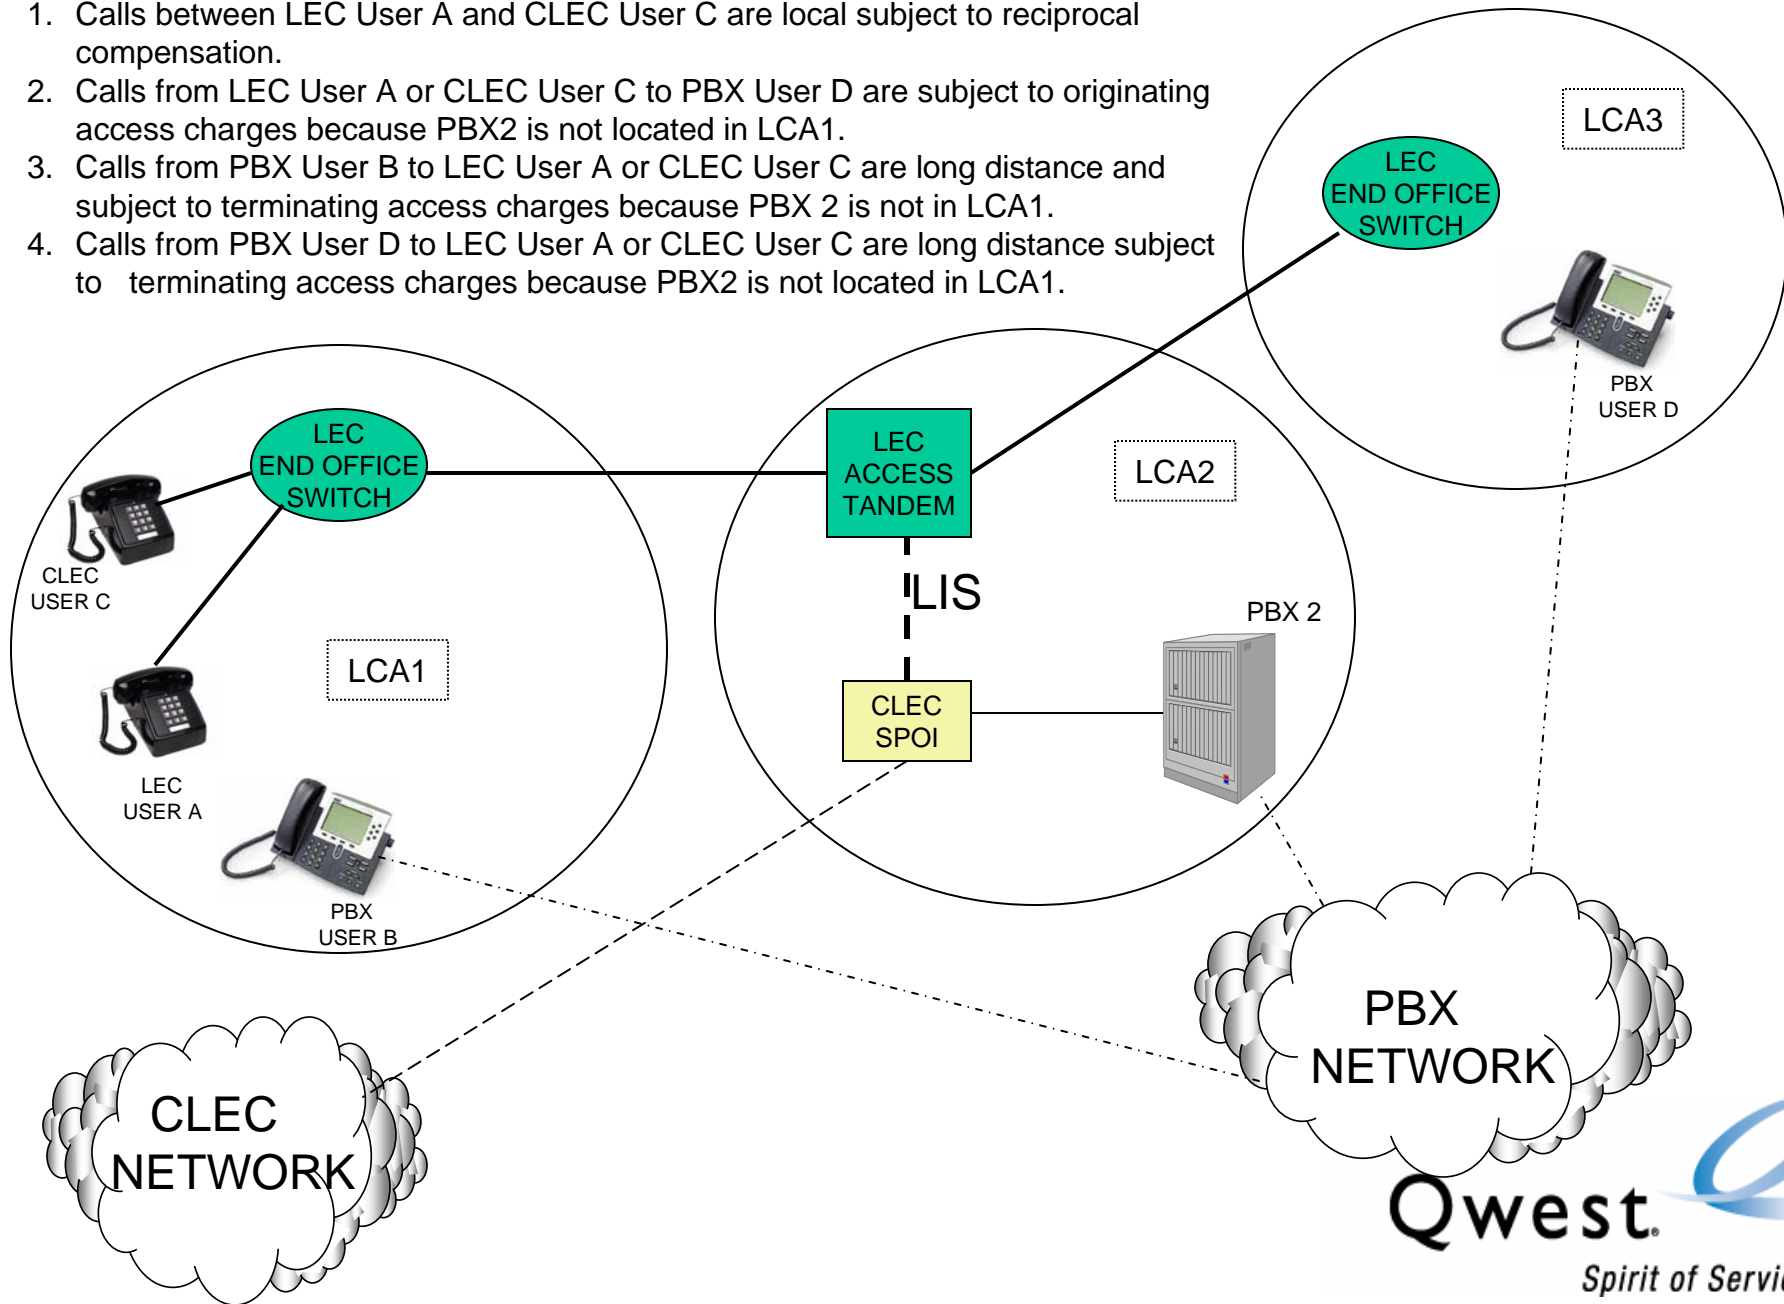 1. Calls between LEC User A and CLEC User C are local subject to reciprocal
compensation.
2. Calls from LEC User A or CLEC User C to PBX User D are subject to originating
access charges because PBX2 is not located in LCA1.
3. Calls from PBX User B to LEC User A or CLEC User C are long distance and
subject to terminating access charges because PBX 2 is not in LCA1.
4. Calls from PBX User D to LEC User A or CLEC User C are long distance subject
to terminating access charges because PBX2 is not located in LCA1.
LCA3
LEC
END OFFICE
SWITCH
PBX
USER D
LEC
END OFFICE
SWITCH
LEC
ACCESS
TANDEM
LCA2
CLEC
USER C
LIS
PBX 2
LCA1
CLEC
SPOI
LEC
USER A
PBX
USER B
PBX
NETWORK
CLEC
NETWORK
Qwest.
Spirit of Servi